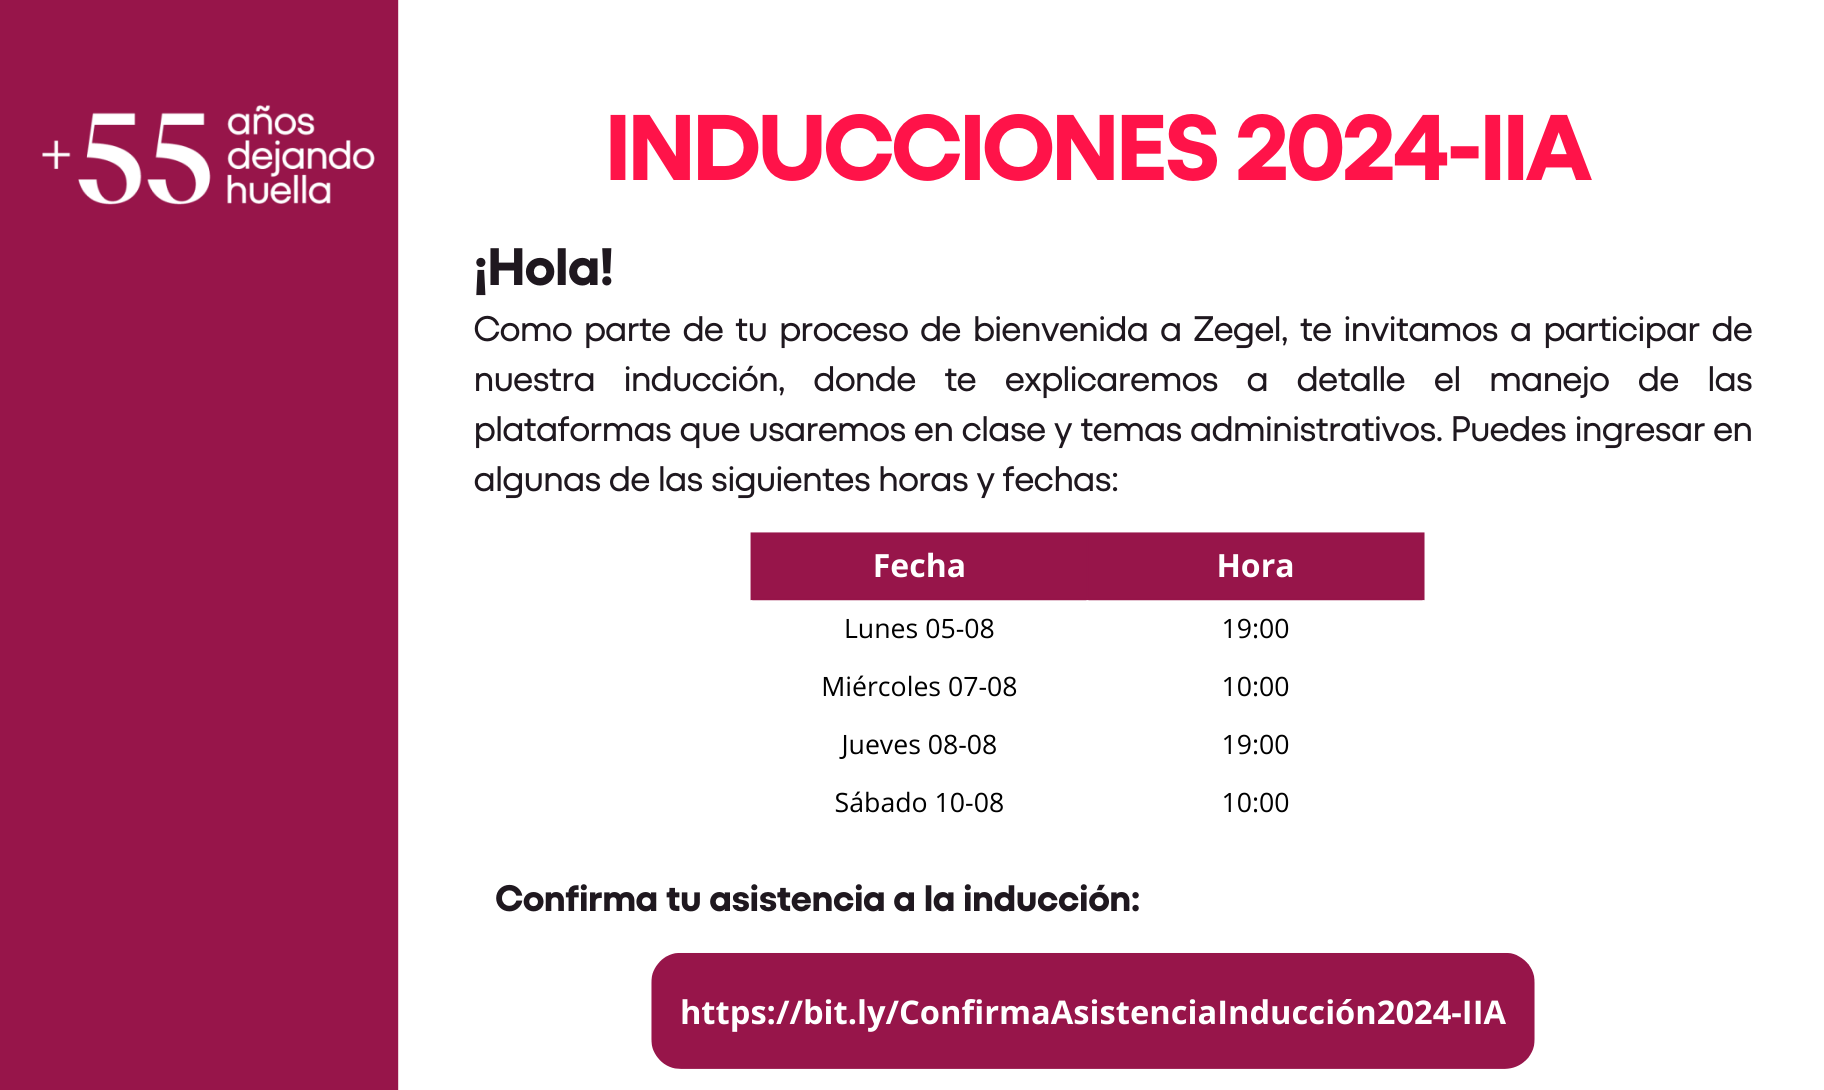 +55 años
dejando
huella
INDUCCIONES 2024-IIA
¡Hola!
Como parte de tu proceso de bienvenida a Zegel, te invitamos a participar de
nuestra inducción, donde te explicaremos a detalle el manejo de las
plataformas que usaremos en clase y temas administrativos. Puedes ingresar en
algunas de las siguientes horas y fechas:
Fecha Hora
Lunes 05-08 19:00
Miércoles 07-08 10:00
Jueves 08-08 19:00
Sábado 10-08 10:00
Confirma tu asistencia a la inducción:
https://bit.ly/ConfirmaAsistenciaInducción2024-IIA